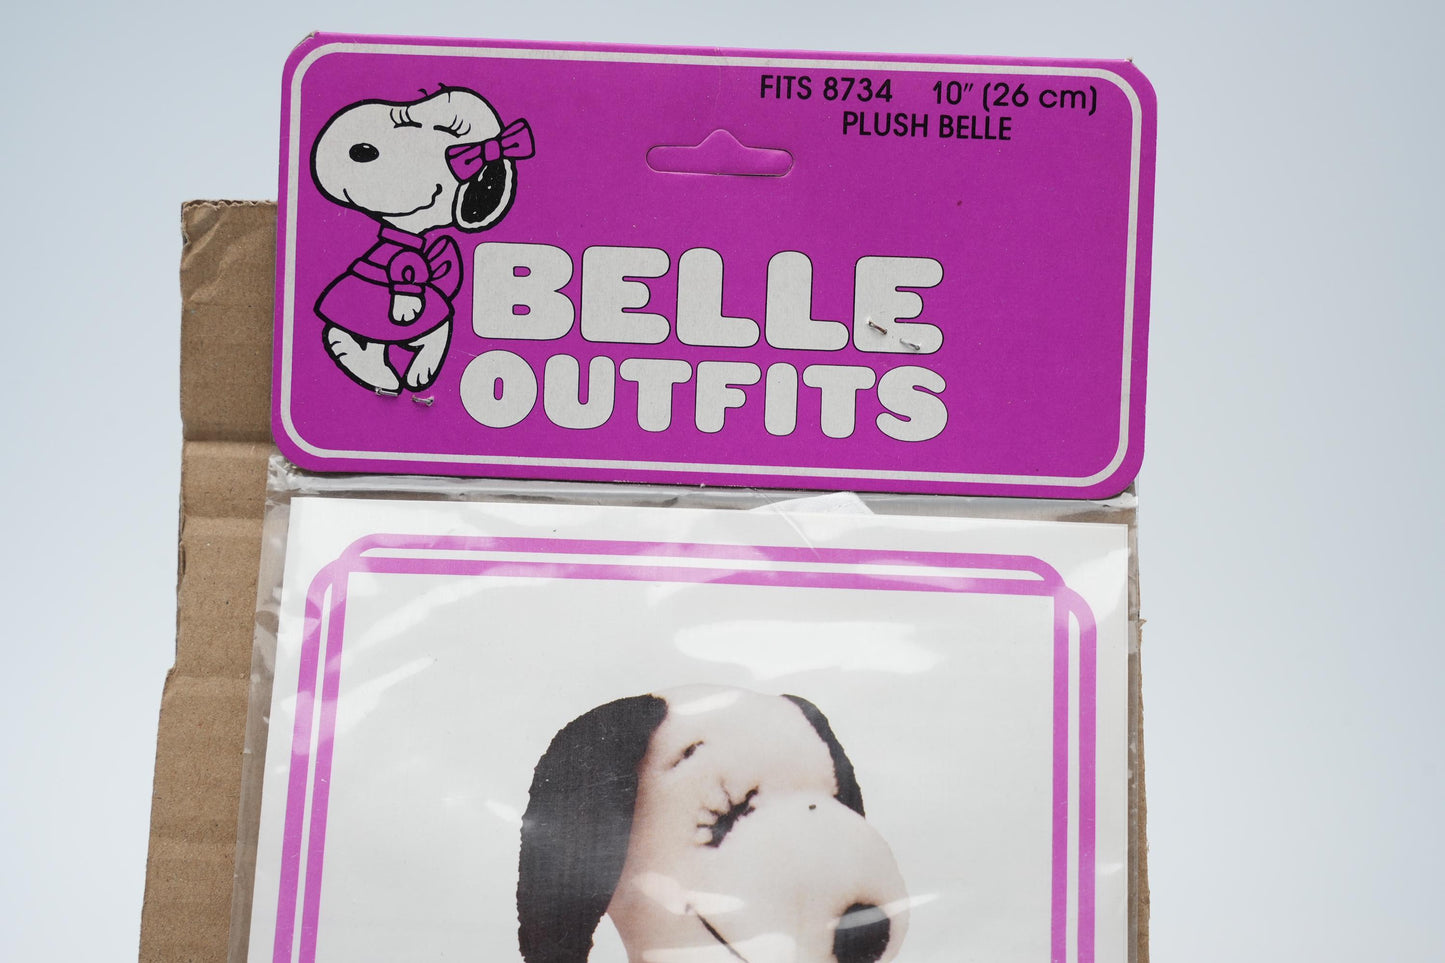 FITS 8734 10" (26 cm)
PLUSH BELLE
BELLE
OUTFITS